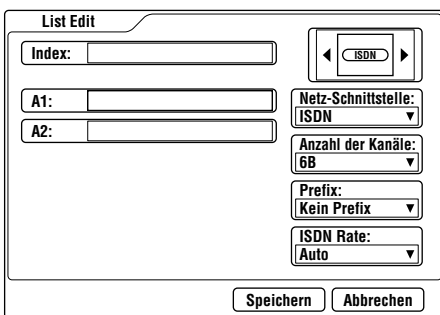 List Edit
Index:
ISDN
A1:
A2:
Netz-Schnittstelle:
ISDN
Anzahl der Kanäle:
6B
Prefix:
Kein Prefix
ISDN Rate:
Auto
Speichern
Abbrechen